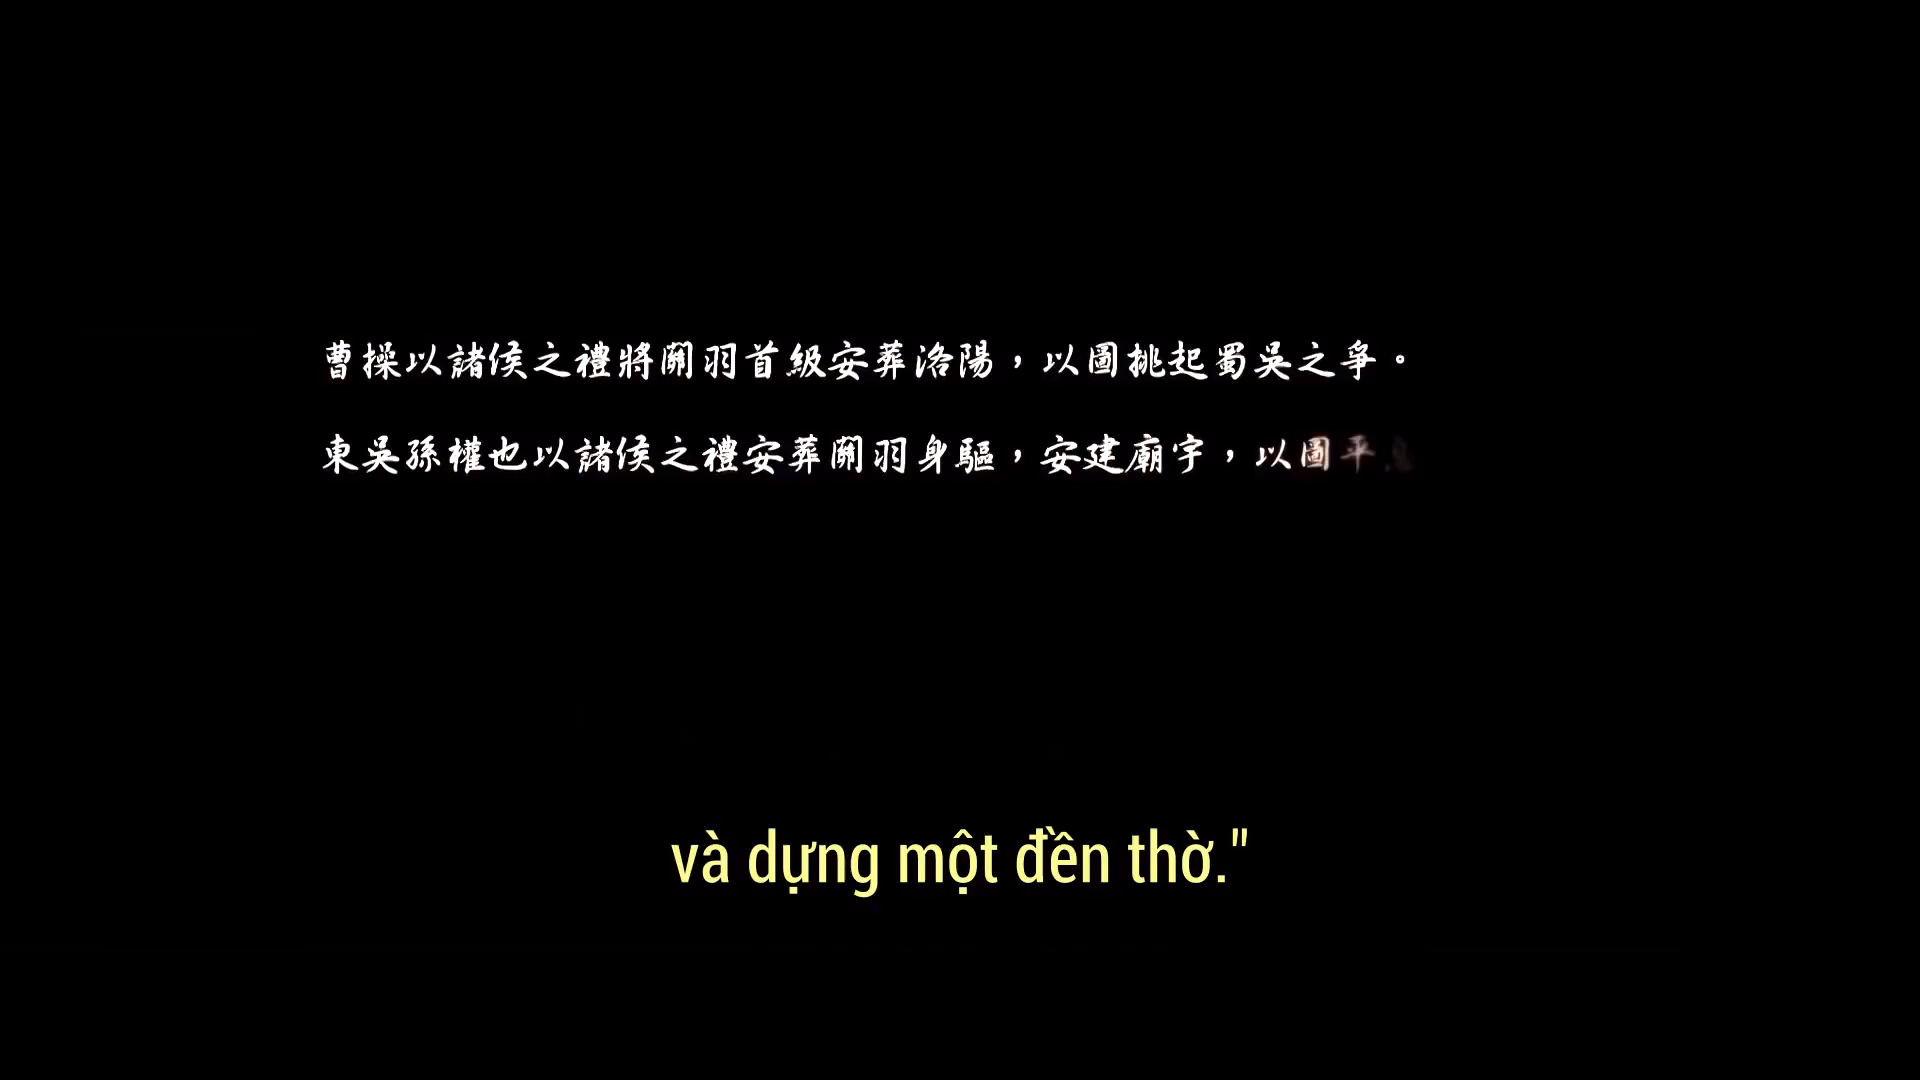 曹操以諸侯之禮將關羽首級安葬洛陽，以圖挑起蜀吳之爭。
東吳孫權也以諸侯之禮安葬關羽身驅，安建廟宇，以圖平
và dựng một đền thờ."